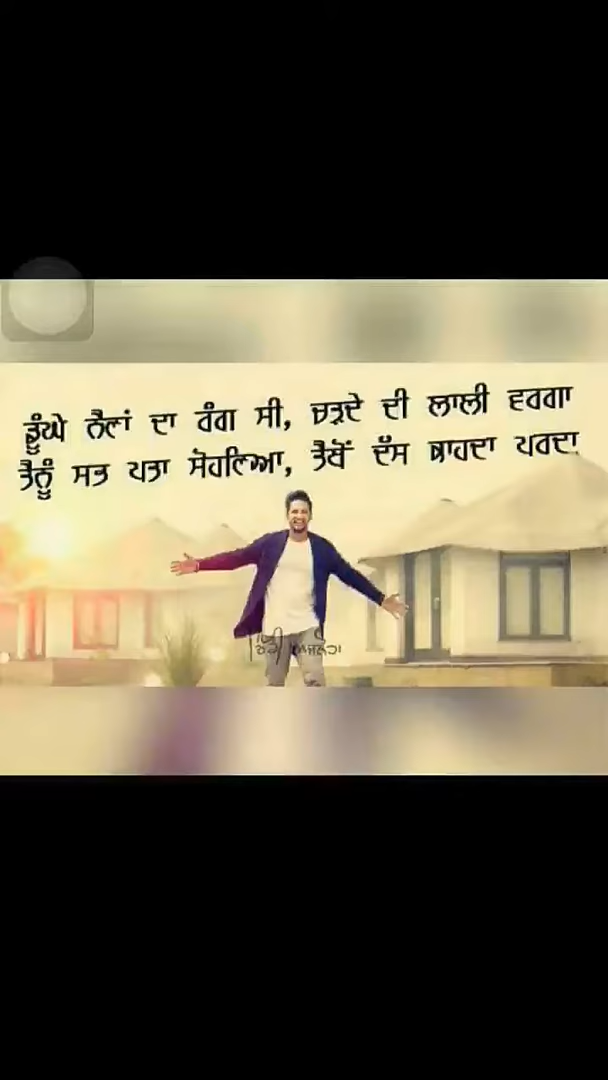 ਡੂੰਘੇ ਨੈਣਾਂ ਦਾ ਰੰਗ ਸੀ, ਚੜ੍ਹਦੇ ਦੀ ਲਾਲੀ ਵਰਗਾ
ਤੈਨੂੰ ਸਭ ਪਤਾ ਸੋਹਣਿਆ, ਤੈਥੋਂ ਦੱਸ ਕਾਹਦਾ ਪਰਦਾ